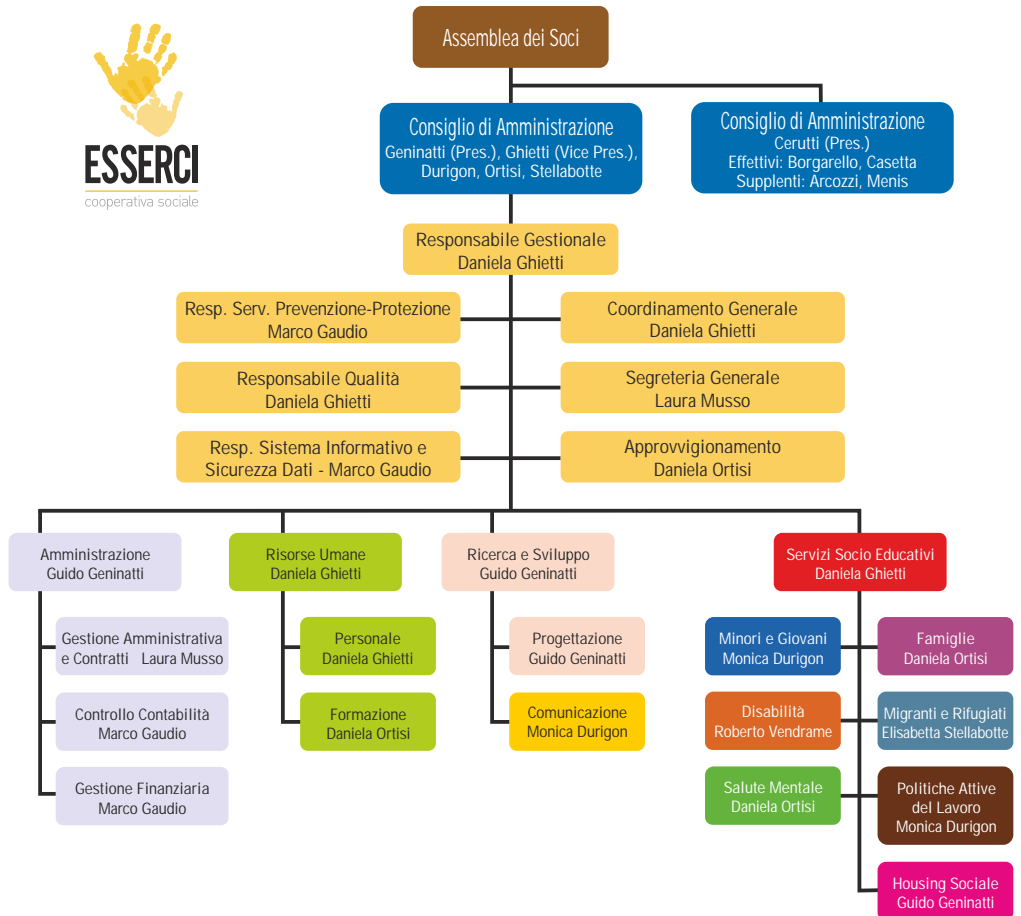 ESSERCI
cooperativa sociale
Assemblea dei Soci
Consiglio di Amministrazione
Geninatti (Pres.), Ghietti (Vice Pres.),
Durigon, Ortisi, Stellabotte
Consiglio di Amministrazione
Cerutti (Pres.)
Effettivi: Borgarello, Casetta
Supplenti: Arcozzi, Menis
Responsabile Gestionale
Daniela Ghietti
Resp. Serv. Prevenzione-Protezione
Marco Gaudio
Coordinamento Generale
Daniela Ghietti
Responsabile Qualità
Daniela Ghietti
Segreteria Generale
Laura Musso
Resp. Sistema Informativo e
Sicurezza Dati - Marco Gaudio
Approvvigionamento
Daniela Ortisi
Amministrazione
Guido Geninatti
Gestione Amministrativa
e Contratti Laura Musso
Controllo Contabilità
Marco Gaudio
Gestione Finanziaria
Marco Gaudio
Risorse Umane
Daniela Ghietti
Personale
Daniela Ghietti
Formazione
Daniela Ortisi
Ricerca e Sviluppo
Guido Geninatti
Progettazione
Guido Geninatti
Comunicazione
Monica Durigon
Servizi Socio Educativi
Daniela Ghietti
Minori e Giovani
Monica Durigon
Famiglie
Daniela Ortisi
Disabilità
Roberto Vendrame
Migranti e Rifugiati
Elisabetta Stellabotte
Salute Mentale
Daniela Ortisi
Politiche Attive
del Lavoro
Monica Durigon
Housing Sociale
Guido Geninatti